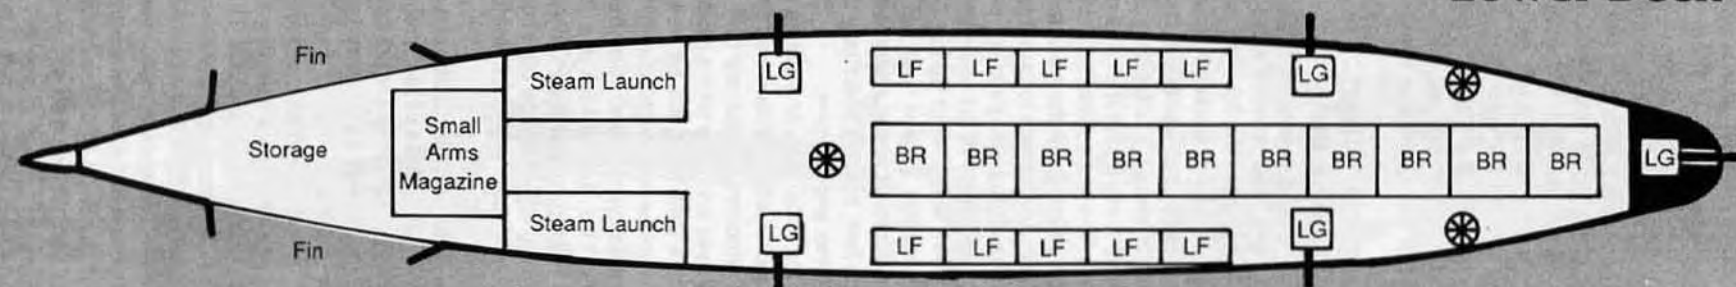 Fin
Steam Launch
LG
LF LF LF LF LF
LG
Storage
Small
Arms
Magazine
BR BR BR BR BR BR BR BR BR BR
LG
Steam Launch
LG
LF LF LF LF LF
LG
Fin